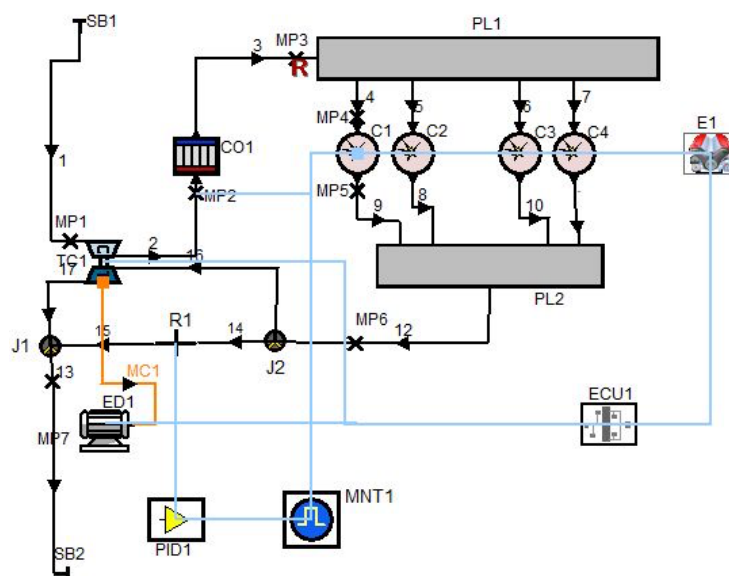 SB1
PL1
3
MP3
R
4
5
6
7
MP4
C1
C2
C3
C4
E1
CO1
1
MP2
MP5
8
9
10
MP1
2
TC1
16
17
PL2
R1
MP6
15
14
12
J1
J2
13
MC1
ED1
ECU1
MP7
MNT1
PID1
SB2